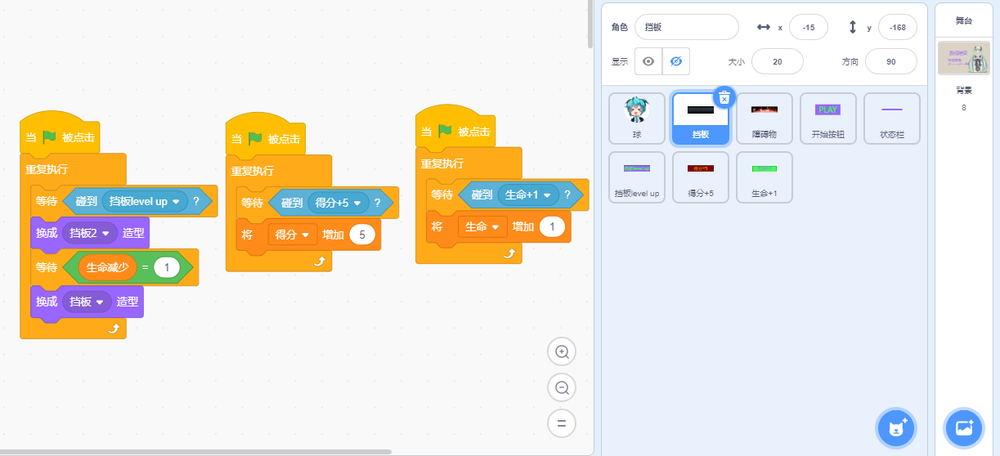 当 被点击
重复执行
等待 碰到 挡板level up ?
换成 挡板2 造型
等待 生命减少 = 1
换成 挡板 造型
当 被点击
重复执行
等待 碰到 得分+5 ?
将 得分 增加 5
当 被点击
重复执行
等待 碰到 生命+1 ?
将 生命 增加 1
角色 挡板 x -15 y -168
显示 大小 20 方向 90
PLAY
球 挡板 障碍物 开始按钮 状态栏
得分+5
挡板level up 得分+5 生命+1
舞台
背景
8